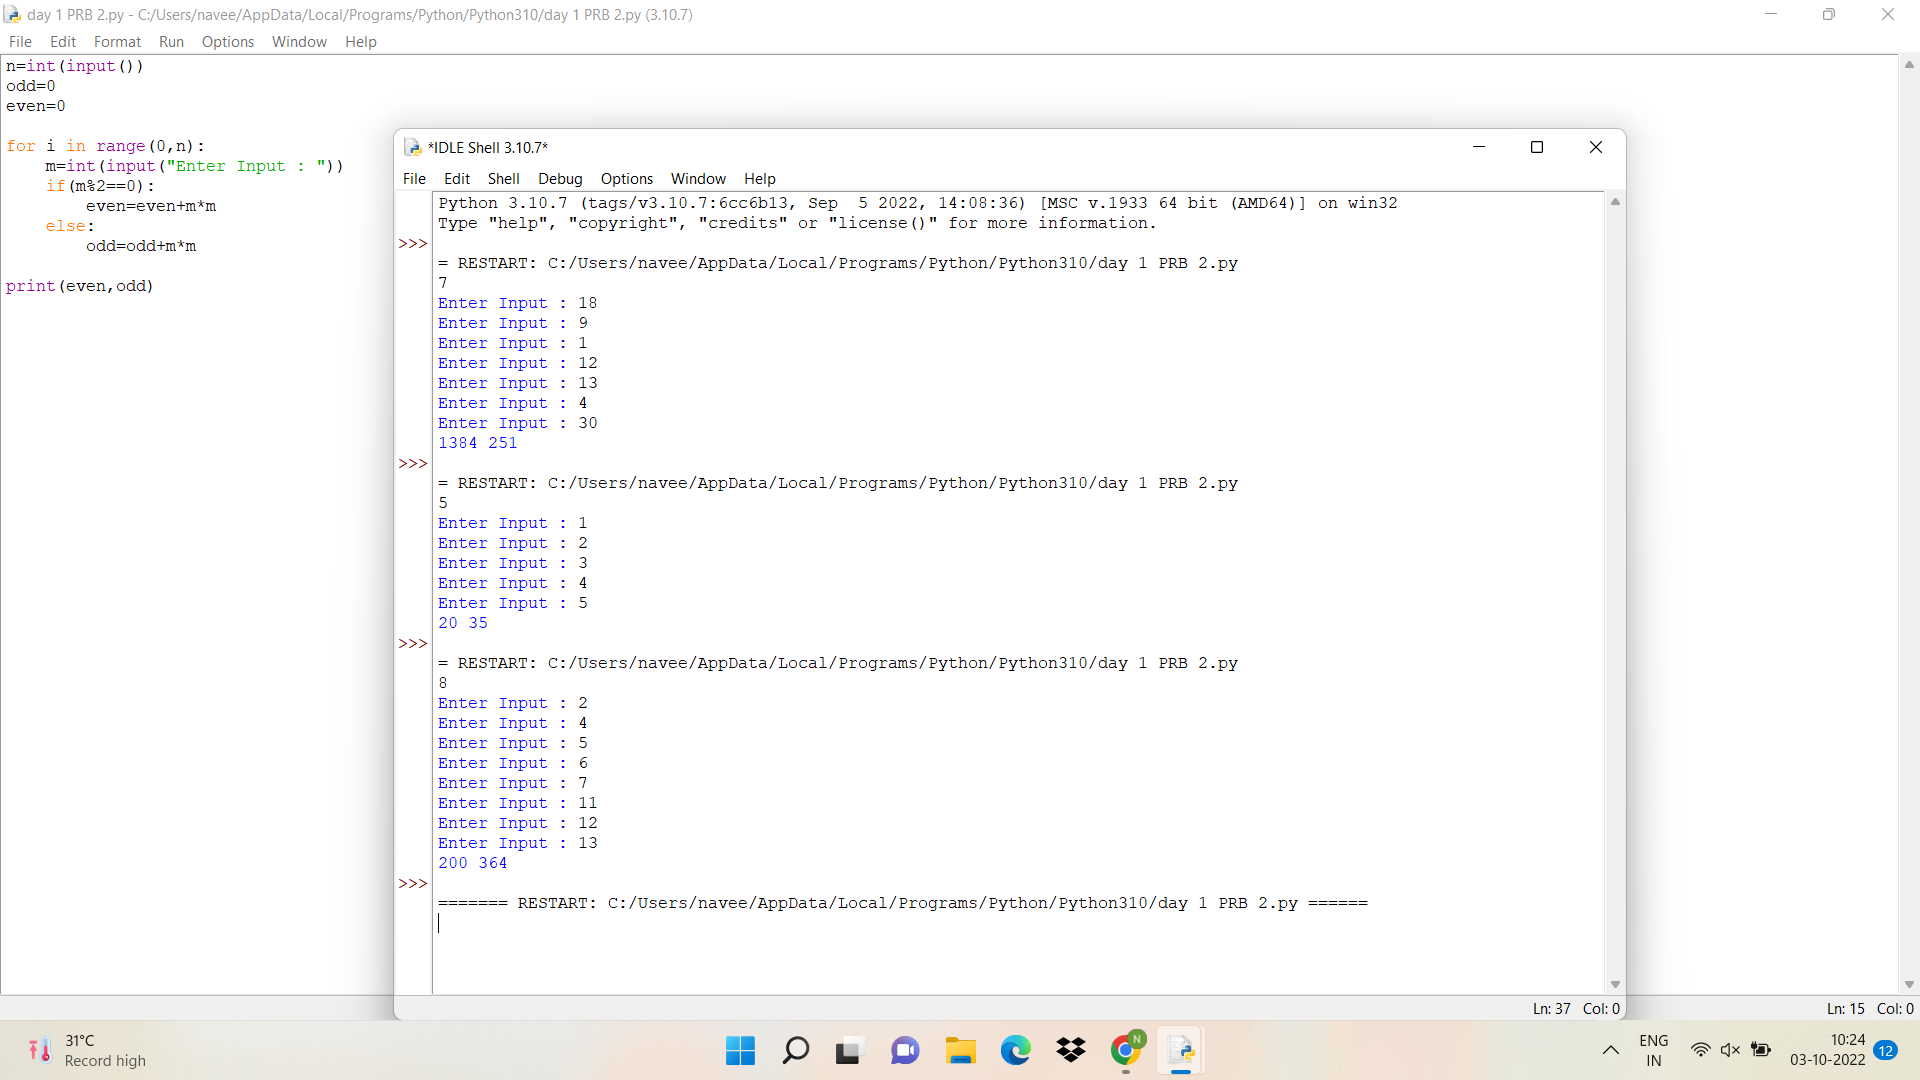 day 1 PRB 2.py - C:/Users/navee/AppData/Local/Programs/Python/Python310/day 1 PRB 2.py (3.10.7)
File Edit Format Run Options Window Help
n=int(input())
odd=0
even=0
for i in range(0,n):
    m=int(input("Enter Input : "))
    if(m%2==0):
        even=even+m*m
    else:
        odd=odd+m*m
print(even,odd)
*IDLE Shell 3.10.7*
File Edit Shell Debug Options Window Help
Python 3.10.7 (tags/v3.10.7:6cc6b13, Sep  5 2022, 14:08:36) [MSC v.1933 64 bit (AMD64)] on win32
Type "help", "copyright", "credits" or "license()" for more information.
>>>
= RESTART: C:/Users/navee/AppData/Local/Programs/Python/Python310/day 1 PRB 2.py
7
Enter Input : 18
Enter Input : 9
Enter Input : 1
Enter Input : 12
Enter Input : 13
Enter Input : 4
Enter Input : 30
1384 251
>>>
= RESTART: C:/Users/navee/AppData/Local/Programs/Python/Python310/day 1 PRB 2.py
5
Enter Input : 1
Enter Input : 2
Enter Input : 3
Enter Input : 4
Enter Input : 5
20 35
>>>
= RESTART: C:/Users/navee/AppData/Local/Programs/Python/Python310/day 1 PRB 2.py
8
Enter Input : 2
Enter Input : 4
Enter Input : 5
Enter Input : 6
Enter Input : 7
Enter Input : 11
Enter Input : 12
Enter Input : 13
200 364
>>>
======= RESTART: C:/Users/navee/AppData/Local/Programs/Python/Python310/day 1 PRB 2.py ======
Ln: 37 Col: 0
Ln: 15 Col: 0
31°C
Record high
N
ENG
IN
10:24
03-10-2022
12